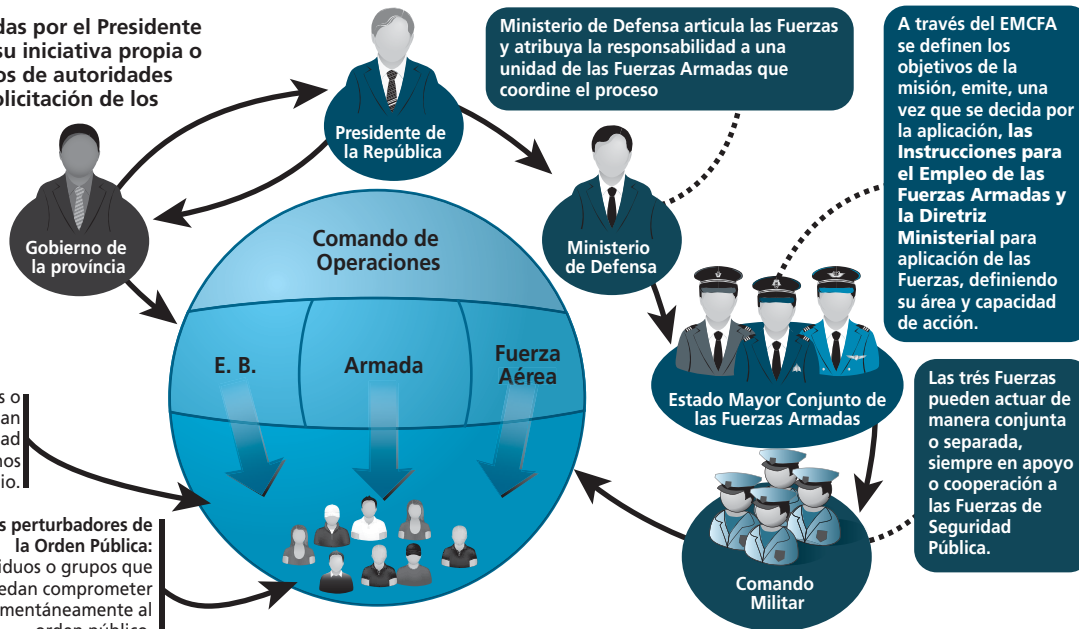 das por el Presidente
su iniciativa propia o
os de autoridades
olicitación de los
Presidente de
la República
Ministerio de Defensa articula las Fuerzas
y atribuya la responsabilidad a una
unidad de las Fuerzas Armadas que
coordine el proceso
A través del EMCFA
se definen los
objetivos de la
misión, emite, una
vez que se decida por
la aplicación, las
Instrucciones para
el Empleo de las
Fuerzas Armadas y
la Diretriz
Ministerial para
aplicación de las
Fuerzas, definiendo
su área y capacidad
de acción.
Gobierno de
la província
Ministerio
de Defensa
Comando de
Operaciones
E. B.
Armada
Fuerza
Aérea
Estado Mayor Conjunto de
las Fuerzas Armadas
Las trés Fuerzas
pueden actuar de
manera conjunta
o separada,
siempre en apoyo
o cooperación a
las Fuerzas de
Seguridad
Pública.
s o
an
ad
nos
io.
s perturbadores de
la Orden Pública:
iduos o grupos que
edan comprometer
mentáneamente al
orden público.
Comando
Militar